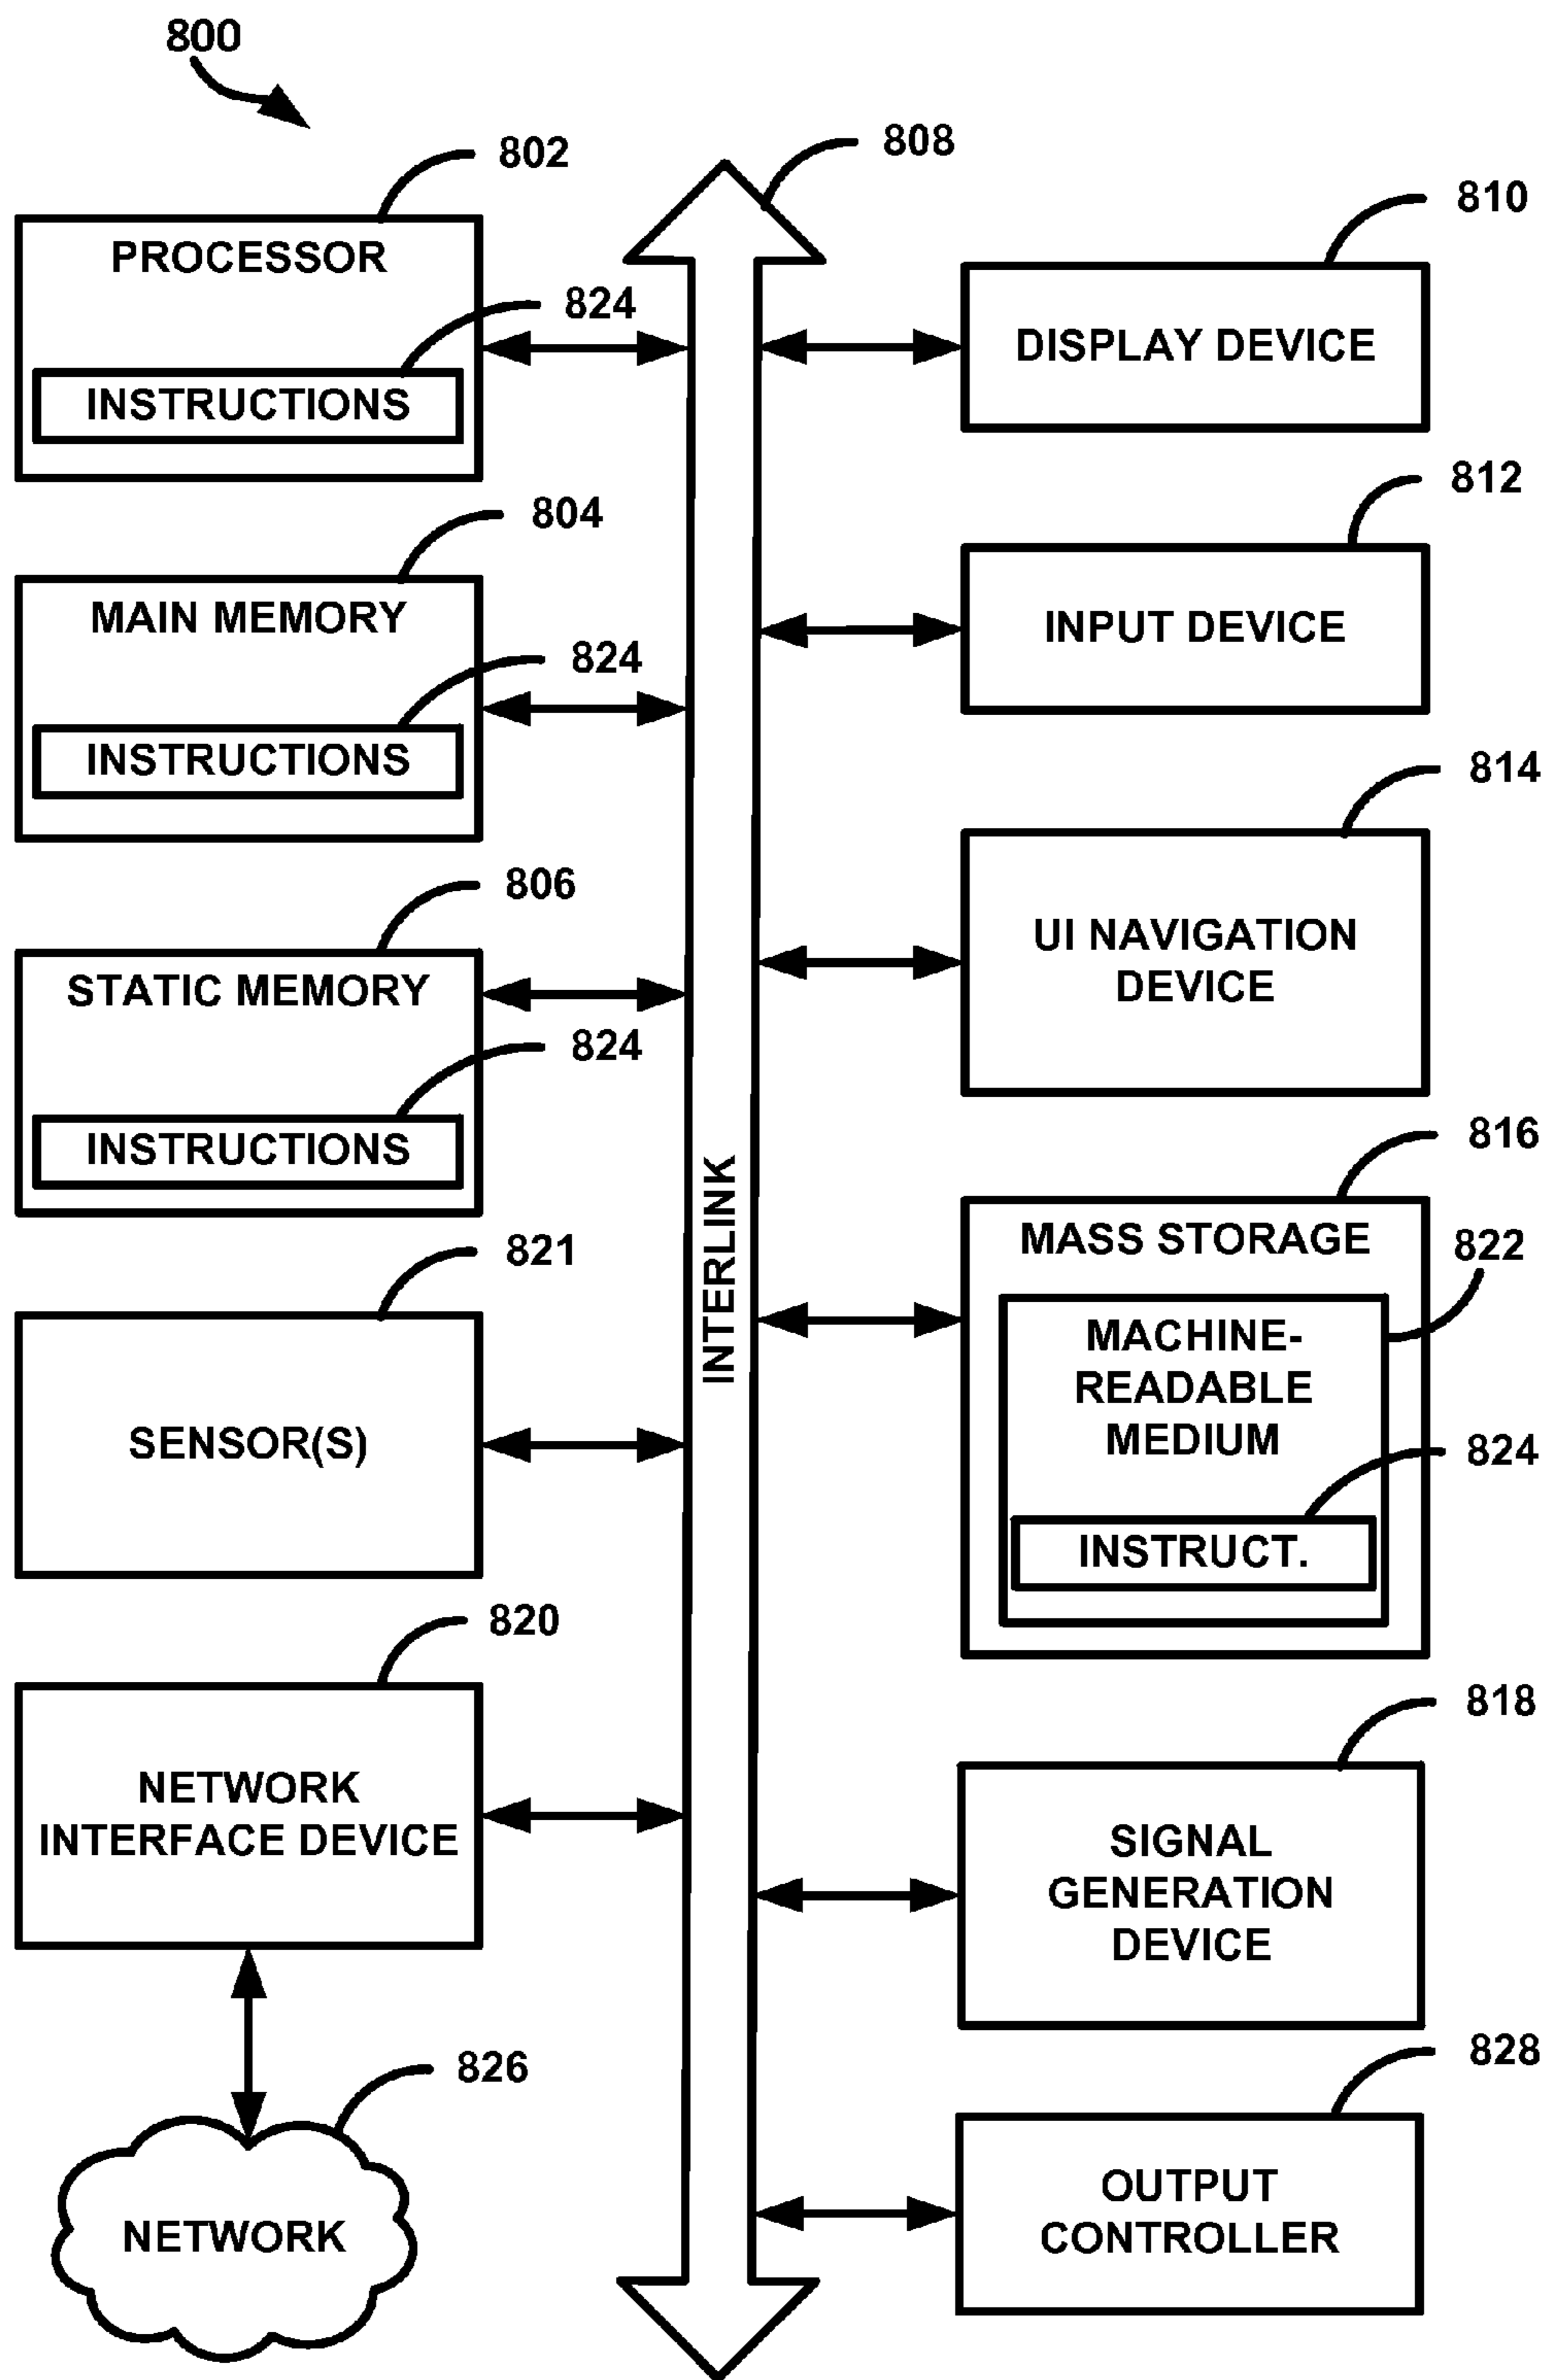 800
802
PROCESSOR
824
INSTRUCTIONS
804
MAIN MEMORY
824
INSTRUCTIONS
806
STATIC MEMORY
824
INSTRUCTIONS
821
SENSOR(S)
820
NETWORK
INTERFACE DEVICE
826
NETWORK
808
INTERLINK
810
DISPLAY DEVICE
812
INPUT DEVICE
814
UI NAVIGATION
DEVICE
816
MASS STORAGE
822
MACHINE-
READABLE
MEDIUM
824
INSTRUCT.
818
SIGNAL
GENERATION
DEVICE
828
OUTPUT
CONTROLLER